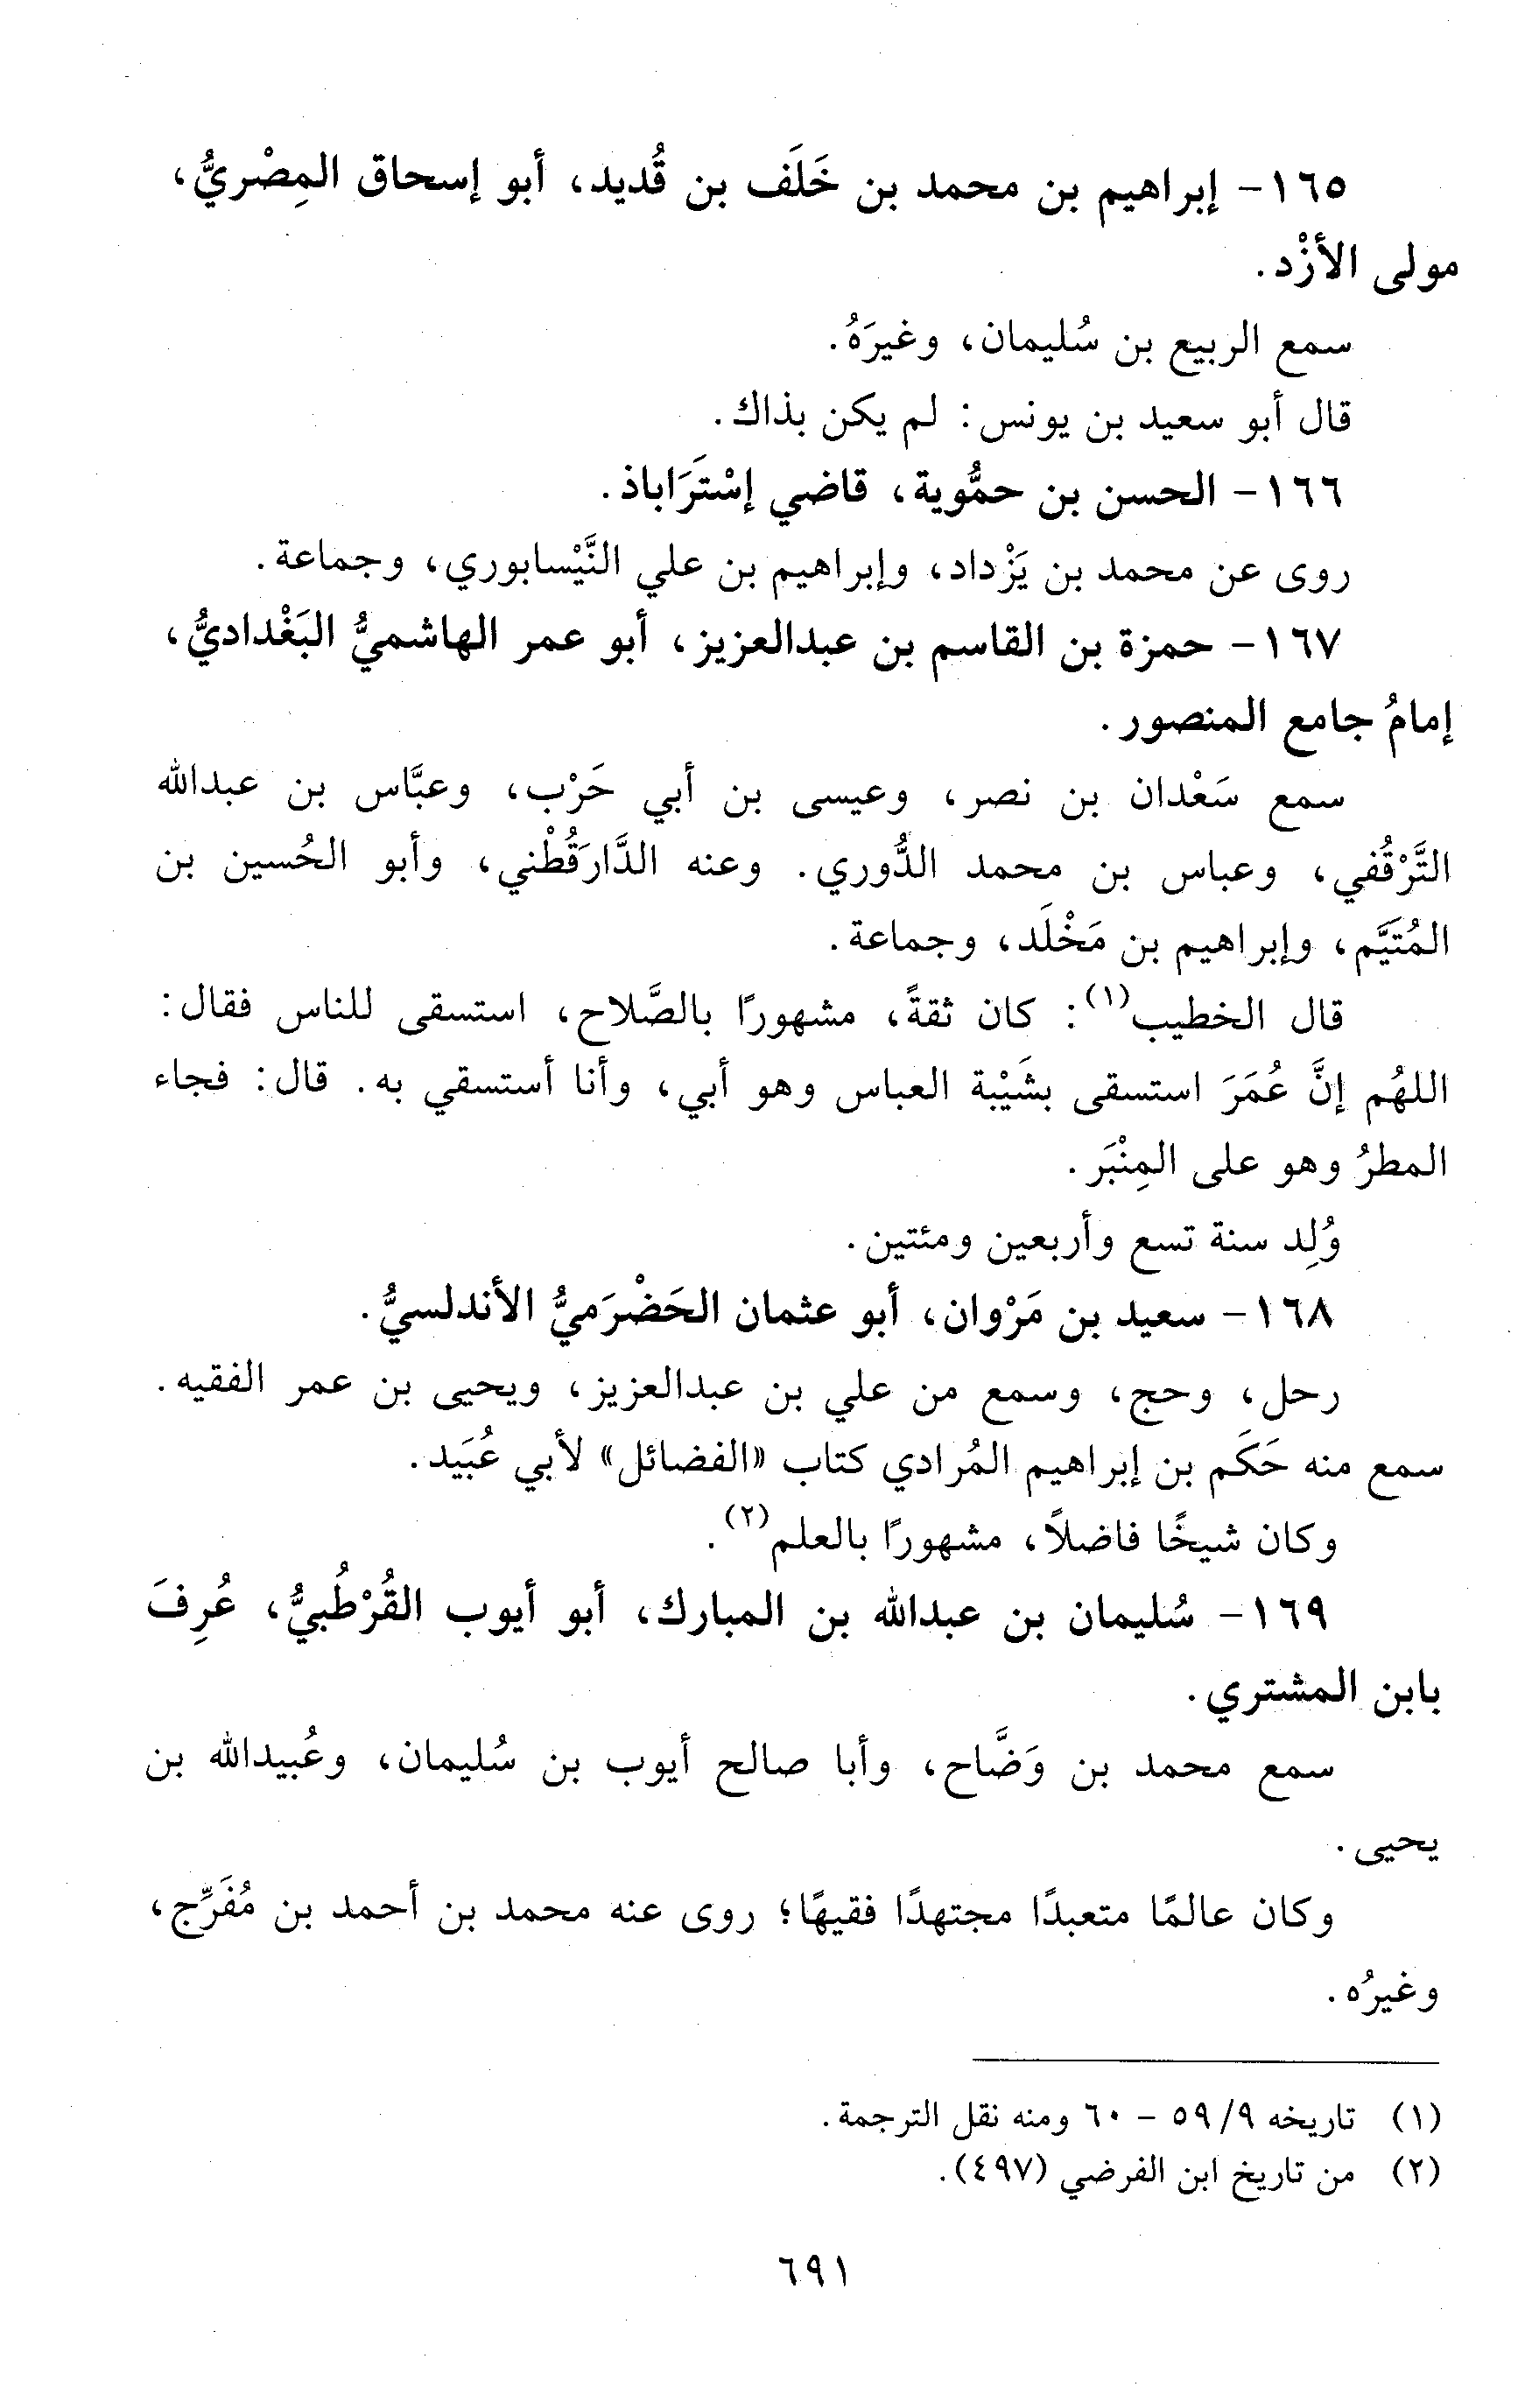 ١٦٥- إبراهيم بن محمد بن خَلَف بن قُديد، أبو إسحاق المِصْريُّ،
مولى الأزْد.
سمع الربيع بن سُليمان، وغيرَهُ.
قال أبو سعيد بن يونس: لم يكن بذاك.
١٦٦- الحسن بن حمُّوية، قاضي إسْتَرَاباذ.
روى عن محمد بن يَزْداد، وإبراهيم بن علي النَّيْسابوري، وجماعة.
١٦٧- حمزة بن القاسم بن عبدالعزيز، أبو عمر الهاشميُّ البَغْداديُّ،
إمامُ جامع المنصور.
سمع سَعْدان بن نصر، وعيسى بن أبي حَرْب، وعبَّاس بن عبدالله
التَّرْقُفي، وعباس بن محمد الدُّوري. وعنه الدَّارَقُطْني، وأبو الحُسين بن
المُتَيَّم، وإبراهيم بن مَخْلَد، وجماعة.
قال الخطيب(١): كان ثقةً، مشهورًا بالصَّلاح، استسقى للناس فقال:
اللهُم إنَّ عُمَرَ استسقى بشَيْبة العباس وهو أبي، وأنا أستسقي به. قال: فجاء
المطرُ وهو على المِنْبَر.
وُلِد سنة تسع وأربعين ومئتين.
١٦٨- سعيد بن مَرْوان، أبو عثمان الحَضْرَميُّ الأندلسيُّ.
رحل، وحج، وسمع من علي بن عبدالعزيز، ويحيى بن عمر الفقيه.
سمع منه حَكَم بن إبراهيم المُرادي كتاب «الفضائل» لأبي عُبَيد.
وكان شيخًا فاضلاً، مشهورًا بالعلم(٢).
١٦٩- سُليمان بن عبدالله بن المبارك، أبو أيوب القُرْطُبيُّ، عُرِفَ
بابن المشتري.
سمع محمد بن وَضَّاح، وأبا صالح أيوب بن سُليمان، وعُبيدالله بن
يحيى.
وكان عالمًا متعبدًا مجتهدًا فقيهًا؛ روى عنه محمد بن أحمد بن مُفَرِّج،
وغيرُه.
(١) تاريخه ٩/ ٥٩ - ٦٠ ومنه نقل الترجمة.
(٢) من تاريخ ابن الفرضي (٤٩٧).
٦٩١